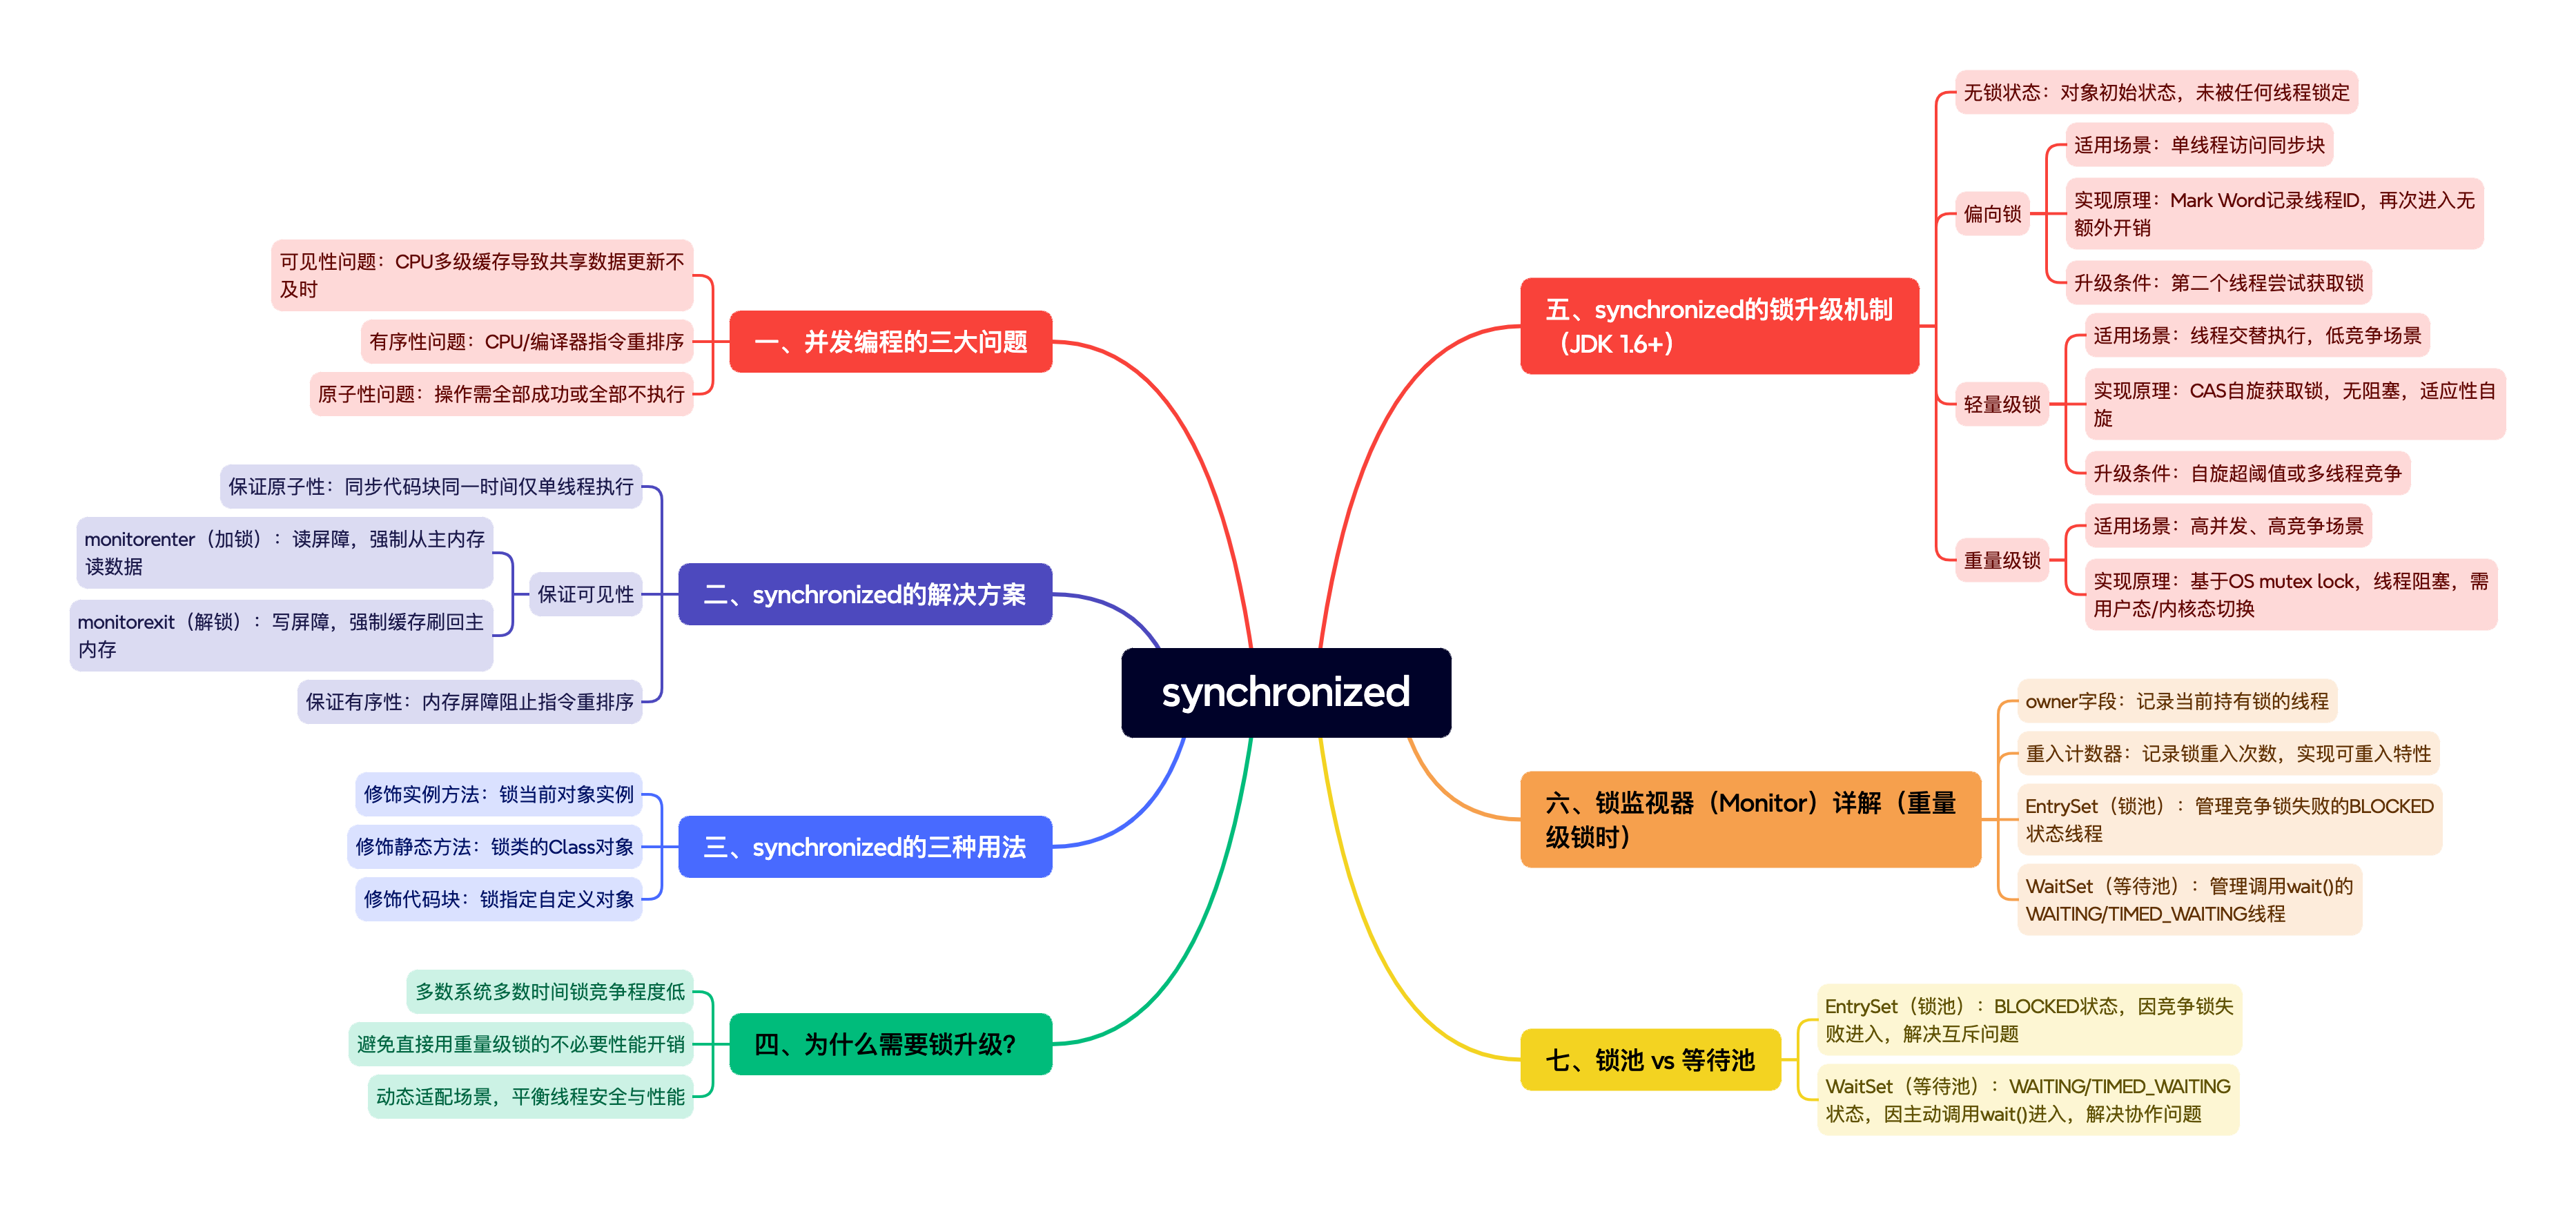 synchronized
一、并发编程的三大问题
可见性问题：CPU多级缓存导致共享数据更新不
及时
有序性问题：CPU/编译器指令重排序
原子性问题：操作需全部成功或全部不执行
二、synchronized的解决方案
保证原子性：同步代码块同一时间仅单线程执行
保证可见性
monitorenter（加锁）：读屏障，强制从主内存
读数据
monitorexit（解锁）：写屏障，强制缓存刷回主
内存
保证有序性：内存屏障阻止指令重排序
三、synchronized的三种用法
修饰实例方法：锁当前对象实例
修饰静态方法：锁类的Class对象
修饰代码块：锁指定自定义对象
四、为什么需要锁升级？
多数系统多数时间锁竞争程度低
避免直接用重量级锁的不必要性能开销
动态适配场景，平衡线程安全与性能
五、synchronized的锁升级机制
（JDK 1.6+）
无锁状态：对象初始状态，未被任何线程锁定
偏向锁
适用场景：单线程访问同步块
实现原理：Mark Word记录线程ID，再次进入无
额外开销
升级条件：第二个线程尝试获取锁
轻量级锁
适用场景：线程交替执行，低竞争场景
实现原理：CAS自旋获取锁，无阻塞，适应性自
旋
升级条件：自旋超阈值或多线程竞争
重量级锁
适用场景：高并发、高竞争场景
实现原理：基于OS mutex lock，线程阻塞，需
用户态/内核态切换
六、锁监视器（Monitor）详解（重量
级锁时）
owner字段：记录当前持有锁的线程
重入计数器：记录锁重入次数，实现可重入特性
EntrySet（锁池）：管理竞争锁失败的BLOCKED
状态线程
WaitSet（等待池）：管理调用wait()的
WAITING/TIMED_WAITING线程
七、锁池 vs 等待池
EntrySet（锁池）：BLOCKED状态，因竞争锁失
败进入，解决互斥问题
WaitSet（等待池）：WAITING/TIMED_WAITING
状态，因主动调用wait()进入，解决协作问题